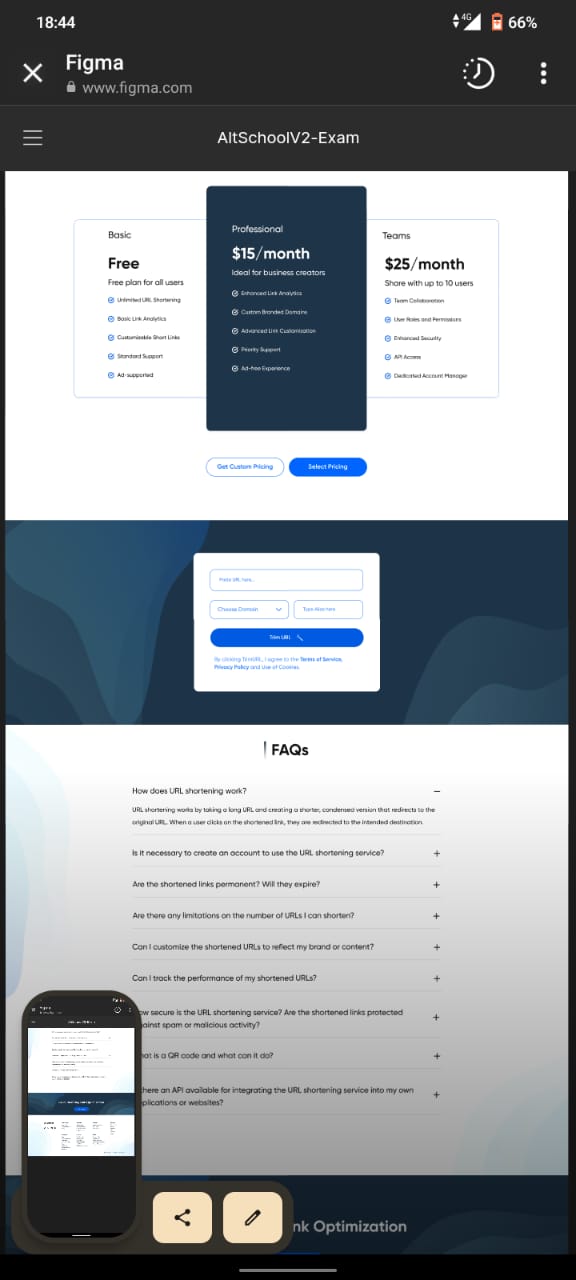 18:44
4G
66%
Figma
www.figma.com
AltSchoolV2-Exam
Basic
Free
Free plan for all users
Unlimited URL Shortening
Basic Link Analytics
Customizable Short Links
Standard Support
Ad-supported
Professional
$15/month
Ideal for business creators
Enhanced Link Analytics
Custom Branded Domains
Advanced Link Customization
Priority Support
Ad-free Experience
Teams
$25/month
Share with up to 10 users
Team Collaboration
User Roles and Permissions
Enhanced Security
API Access
Dedicated Account Manager
Get Custom Pricing
Select Pricing
Paste URL here...
Choose Domain
Type Alias here
Trim URL
By clicking TrimURL, I agree to the Terms of Service,
Privacy Policy and Use of Cookies
FAQs
How does URL shortening work?
URL shortening works by taking a long URL and creating a shorter, condensed version that redirects to the
original URL. When a user clicks on the shortened link, they are redirected to the intended destination.
Is it necessary to create an account to use the URL shortening service?
Are the shortened links permanent? Will they expire?
Are there any limitations on the number of URLs I can shorten?
Can I customize the shortened URLs to reflect my brand or content?
Can I track the performance of my shortened URLs?
ow secure is the URL shortening service? Are the shortened links protected
ainst spam or malicious activity?
hat is a QR code and what can it do?
there an API available for integrating the URL shortening service into my own
plications or websites?
nk Optimization